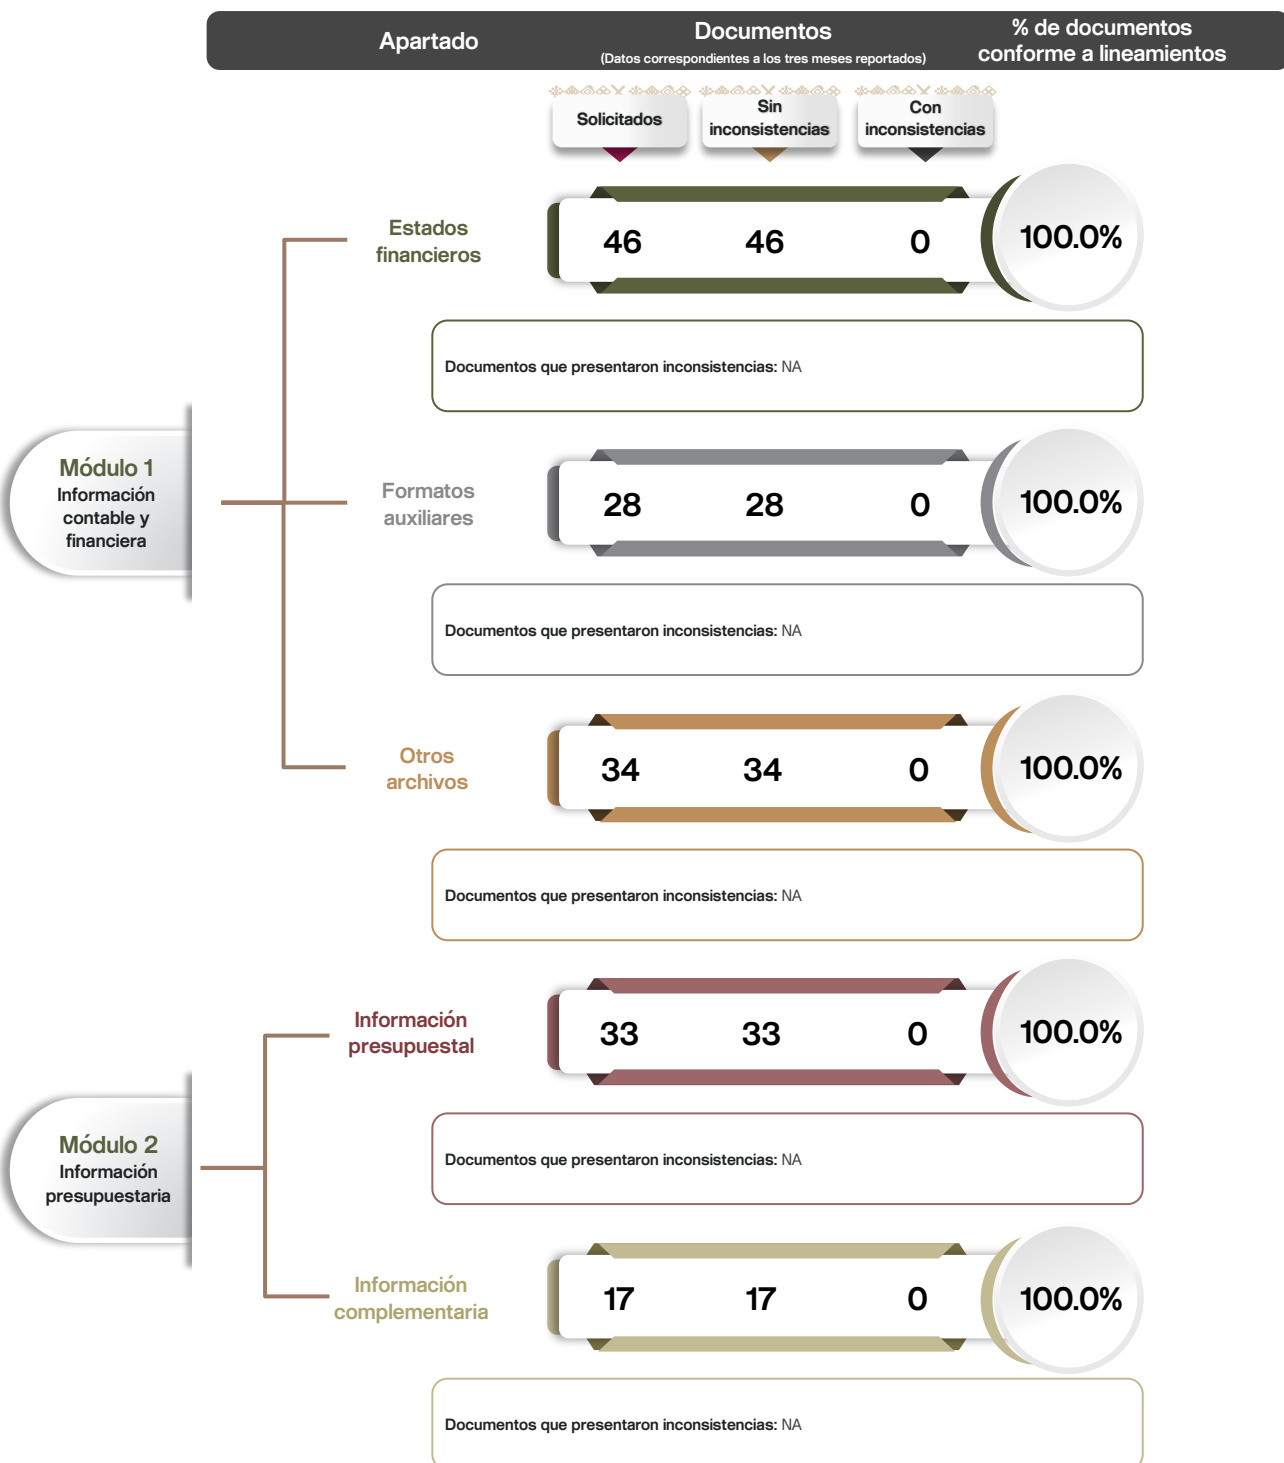 Apartado
Documentos
(Datos correspondientes a los tres meses reportados)
% de documentos
conforme a lineamientos
Solicitados
Sin
inconsistencias
Con
inconsistencias
Módulo 1
Información
contable y
financiera
Estados
financieros
46 46 0 100.0%
Documentos que presentaron inconsistencias: NA
Formatos
auxiliares
28 28 0 100.0%
Documentos que presentaron inconsistencias: NA
Otros
archivos
34 34 0 100.0%
Documentos que presentaron inconsistencias: NA
Módulo 2
Información
presupuestaria
Información
presupuestal
33 33 0 100.0%
Documentos que presentaron inconsistencias: NA
Información
complementaria
17 17 0 100.0%
Documentos que presentaron inconsistencias: NA